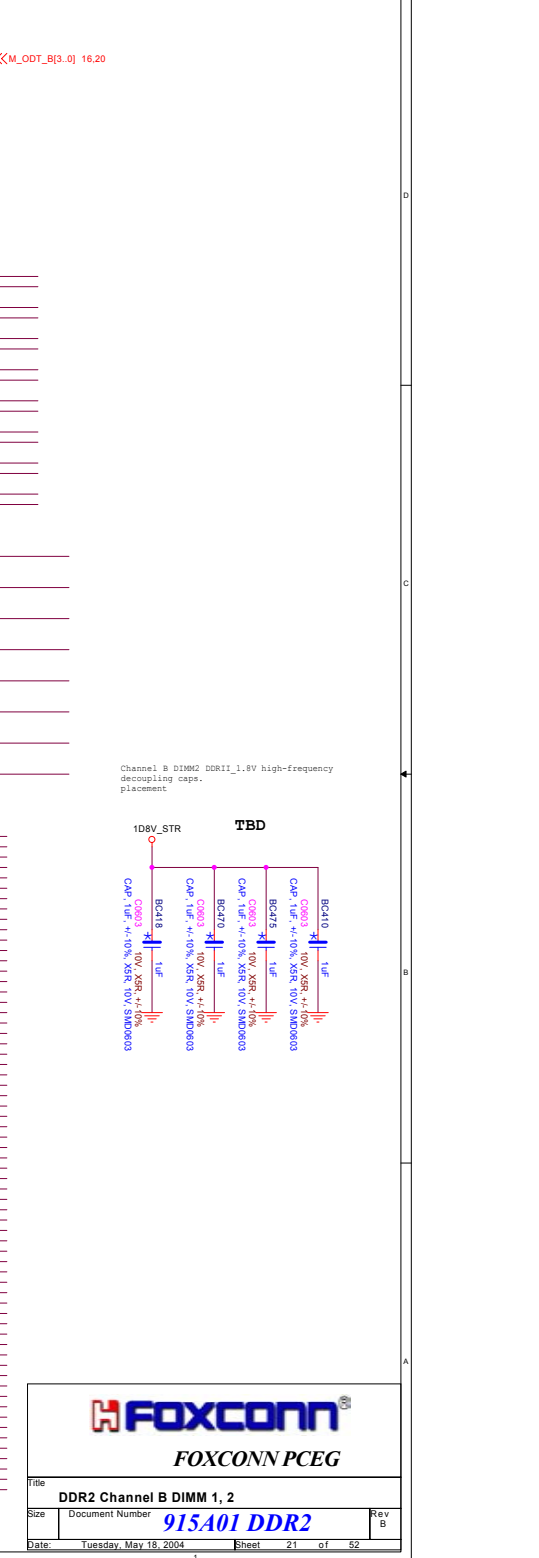 M_ODT_B[3..0] 16,20
D
C
Channel B DIMM2 DDRII_1.8V high-frequency
decoupling caps.
placement
TBD
1D8V_STR
BC418
1uF
C0603
10V, X5R, +/-10%
CAP, 1uF, +/-10%, X5R, 10V, SMD0603
BC470
1uF
C0603
10V, X5R, +/-10%
CAP, 1uF, +/-10%, X5R, 10V, SMD0603
BC475
1uF
C0603
10V, X5R, +/-10%
CAP, 1uF, +/-10%, X5R, 10V, SMD0603
BC410
1uF
C0603
10V, X5R, +/-10%
CAP, 1uF, +/-10%, X5R, 10V, SMD0603
B
A
FOXCONN®
FOXCONN PCEG
Title
DDR2 Channel B DIMM 1, 2
Size
Document Number
915A01 DDR2
Rev
B
Date: Tuesday, May 18, 2004
Sheet 21 of 52
1